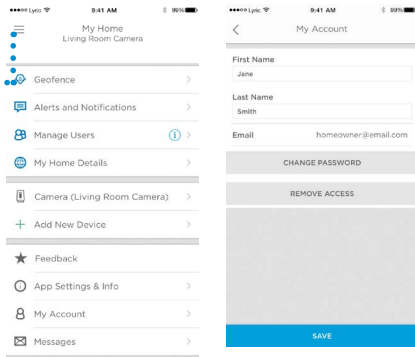 Lyric 9:41 AM 99%
My Home
Living Room Camera
Geofence
Alerts and Notifications
Manage Users
My Home Details
Camera (Living Room Camera)
Add New Device
Feedback
App Settings & Info
My Account
Messages
Lyric 9:41 AM 99%
My Account
First Name
Jane
Last Name
Smith
Email homeowner@email.com
CHANGE PASSWORD
REMOVE ACCESS
SAVE